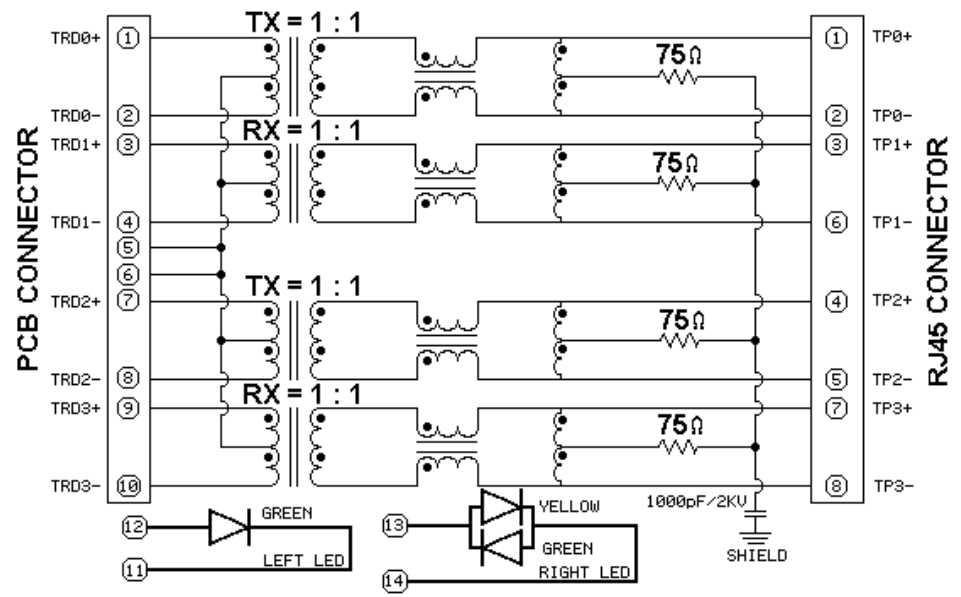 TX = 1 : 1
TRD0+ 1
75Ω
1 TP0+
TRD0- 2
2 TP0-
RX = 1 : 1
TRD1+ 3
75Ω
3 TP1+
TRD1- 4
6 TP1-
5
6
PCB CONNECTOR
RJ45 CONNECTOR
TX = 1 : 1
TRD2+ 7
75Ω
4 TP2+
TRD2- 8
5 TP2-
RX = 1 : 1
TRD3+ 9
75Ω
7 TP3+
TRD3- 10
8 TP3-
1000pF/2KV
SHIELD
12 GREEN
11 LEFT LED
13 YELLOW
GREEN
14 RIGHT LED